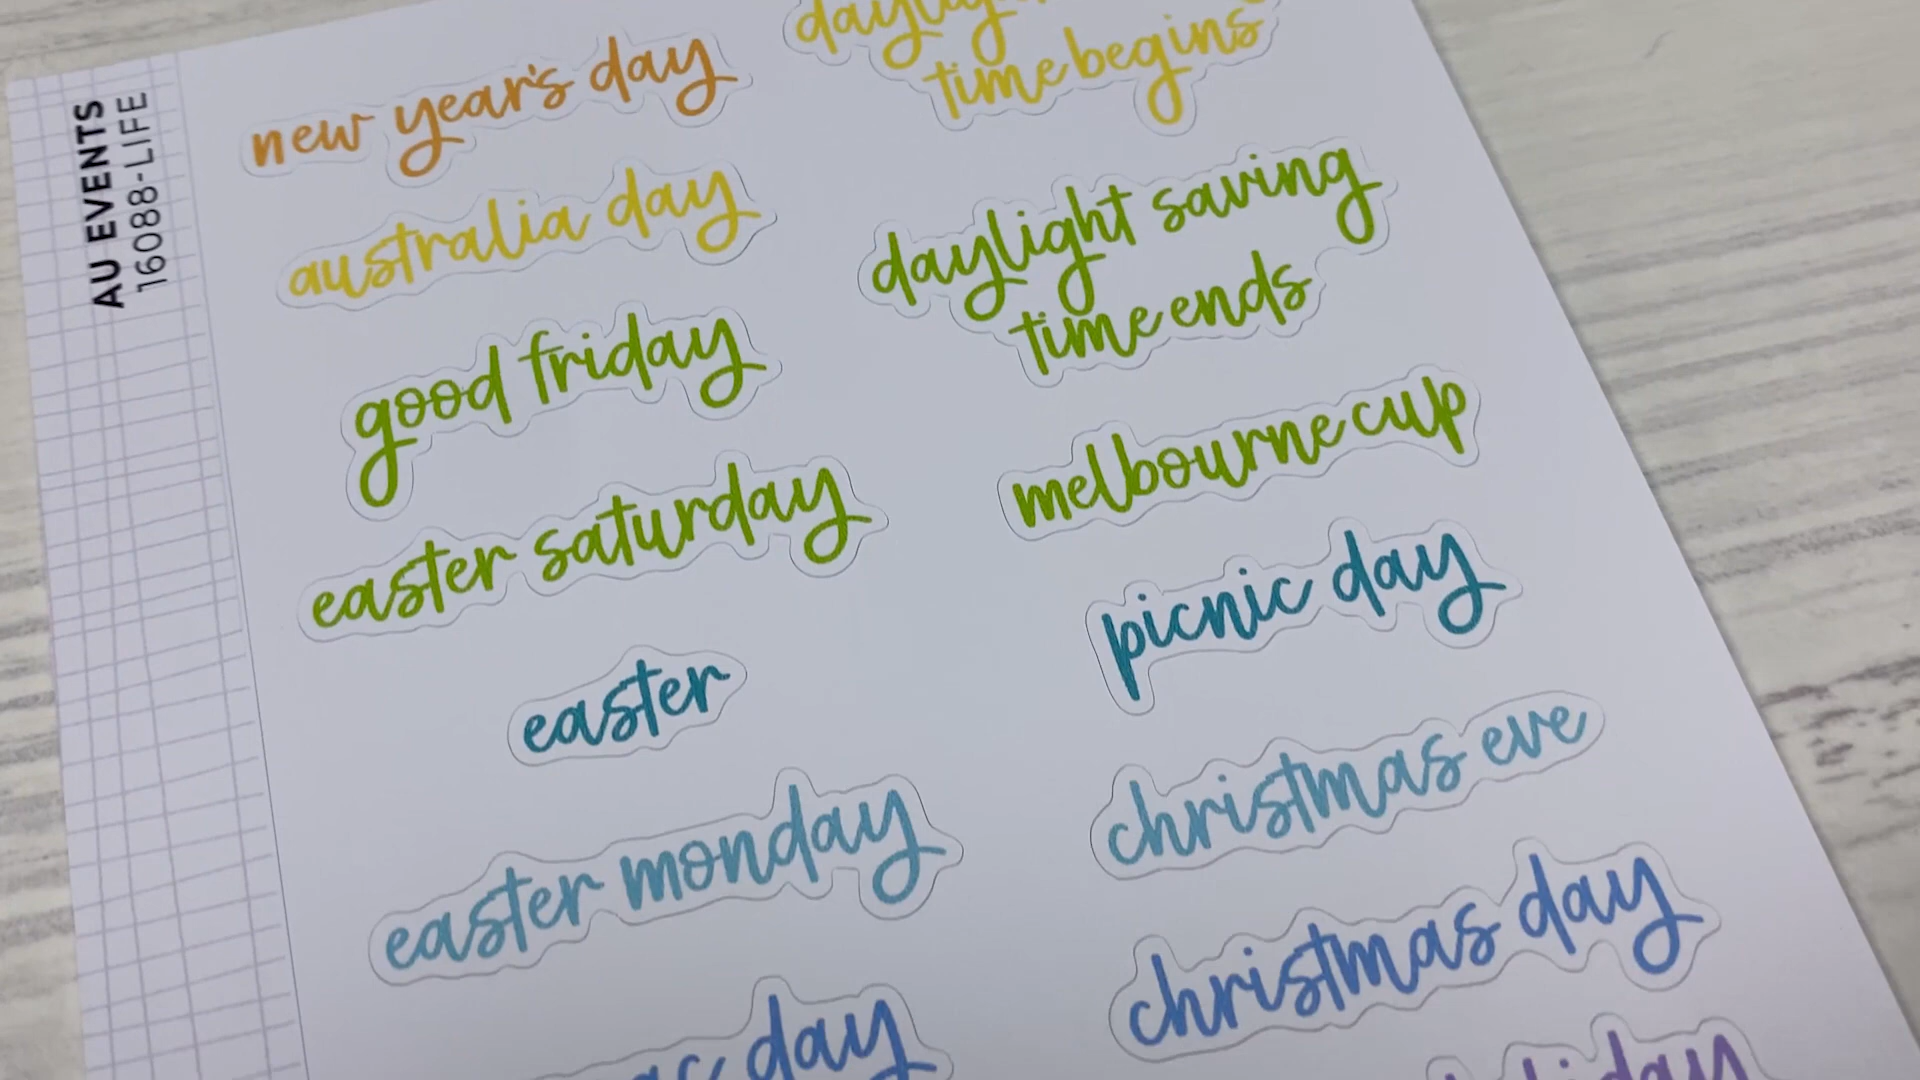 AU EVENTS
16088-LIFE
new year's day
australia day
good friday
easter saturday
easter
easter monday
day
time begins
daylight saving
time ends
melbourne cup
picnic day
christmas eve
christmas day